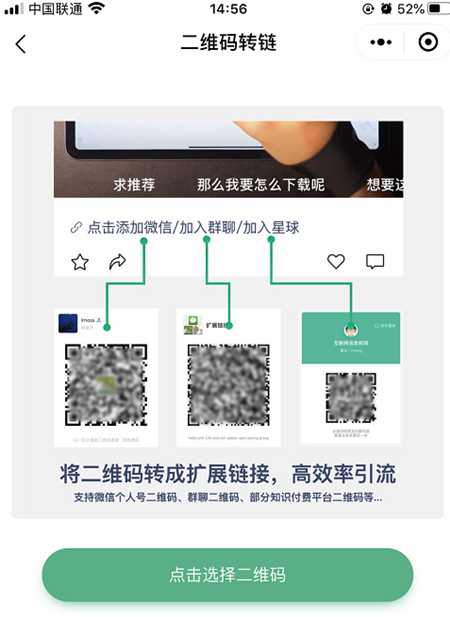 中国联通
14:56
52%
二维码转链
求推荐
那么我要怎么下载呢
想要这
点击添加微信/加入群聊/加入星球
将二维码转成扩展链接，高效率引流
支持微信个人号二维码、群聊二维码、部分知识付费平台二维码等...
点击选择二维码